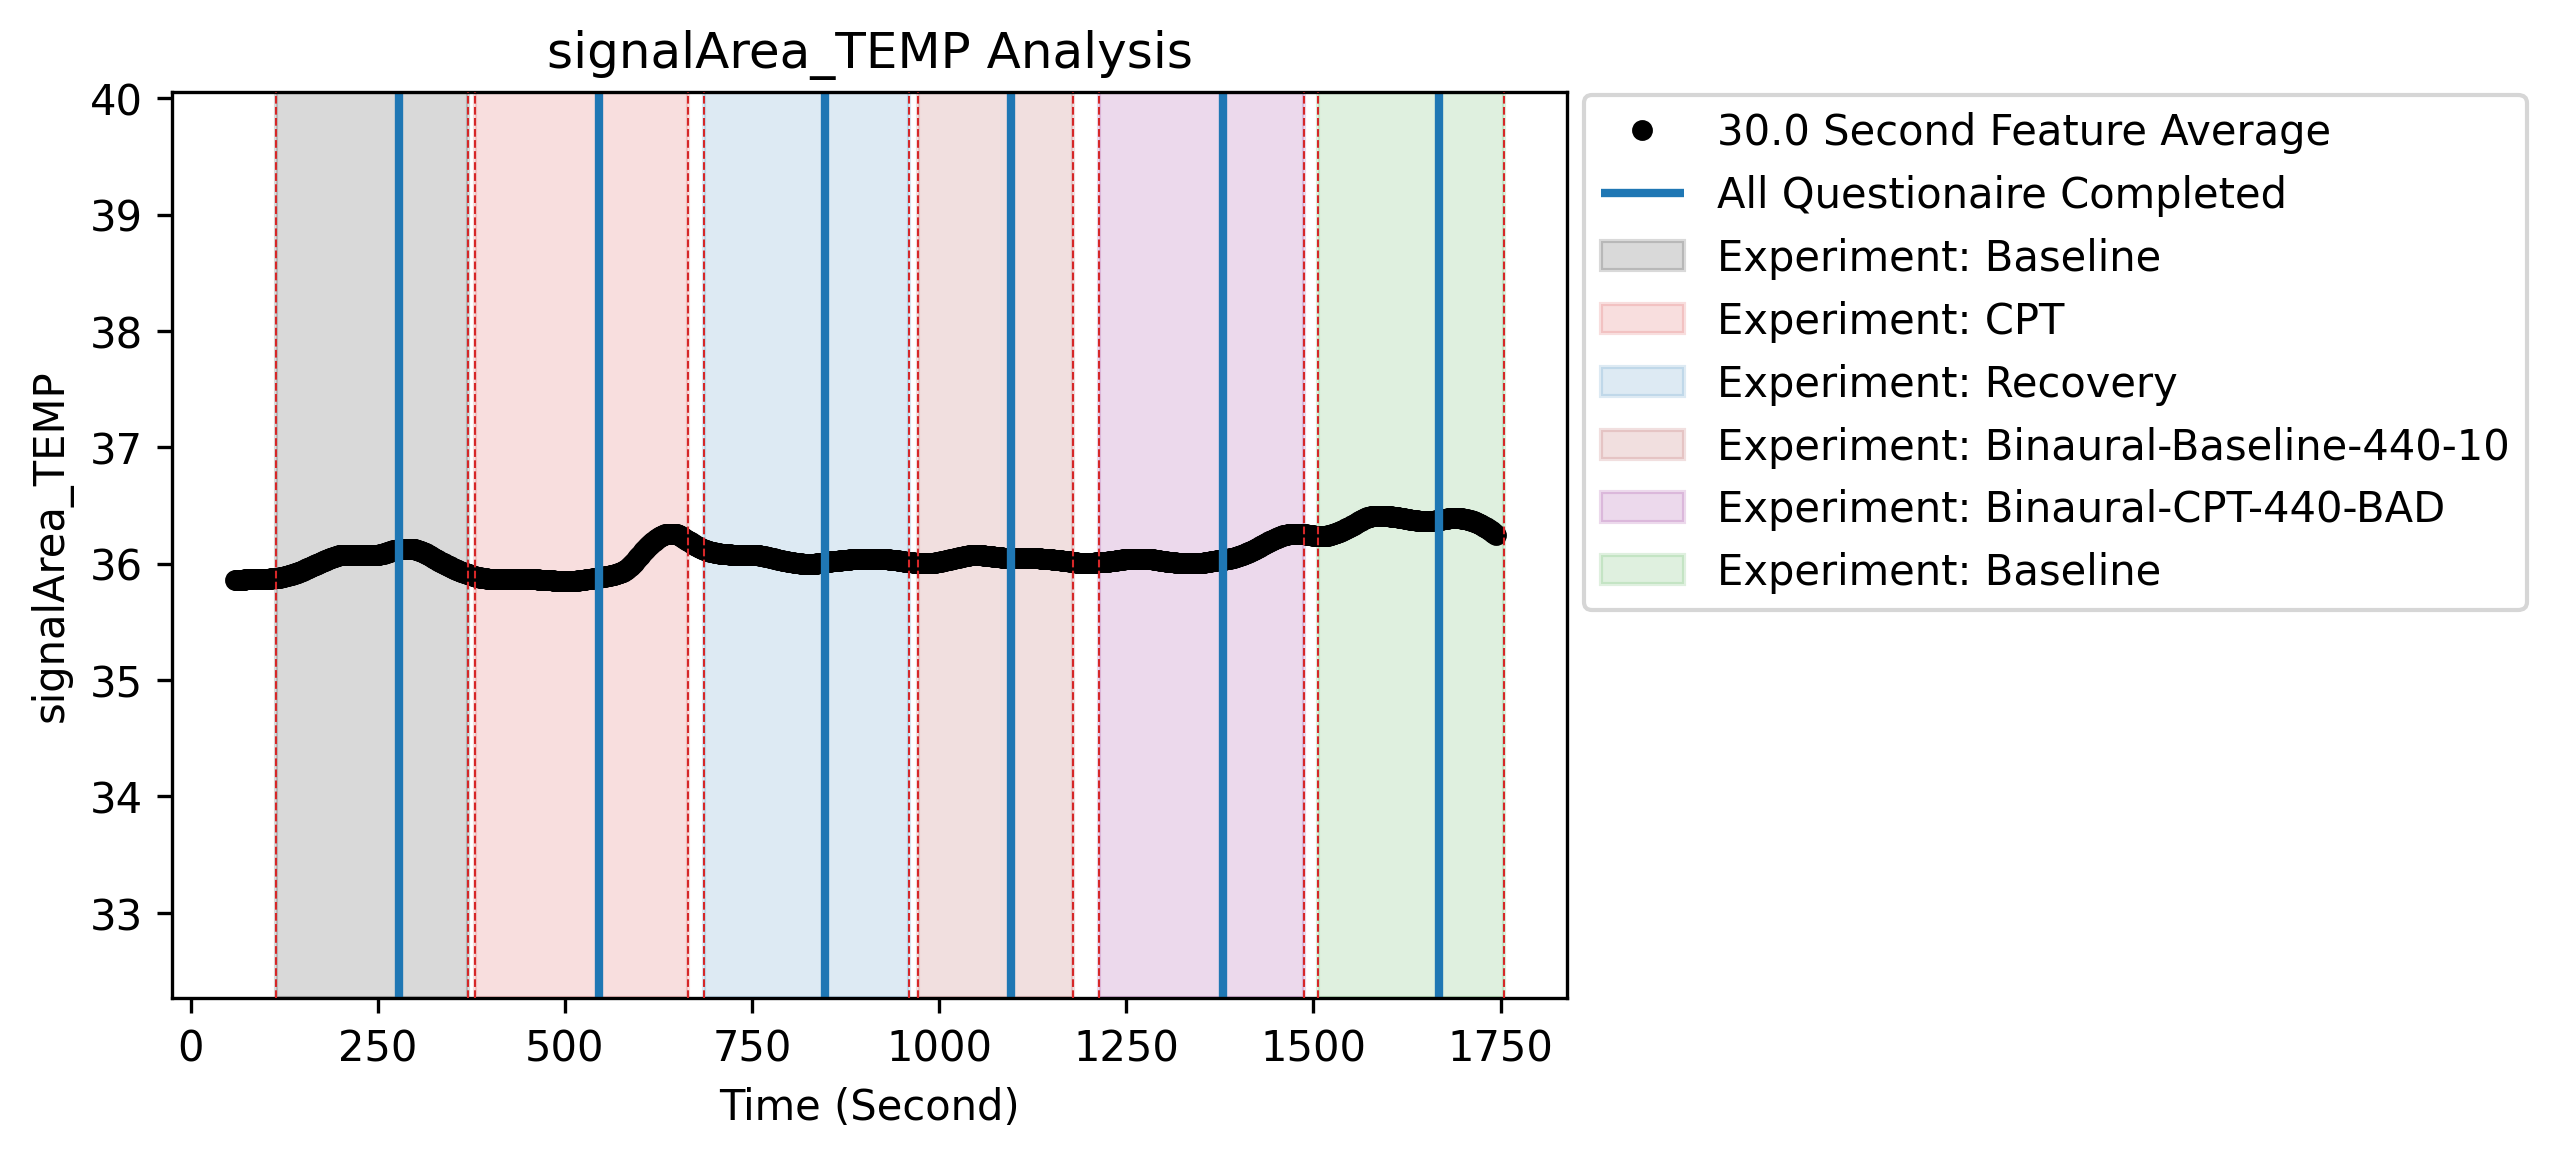 signalArea_TEMP Analysis
signalArea_TEMP
40
39
38
37
36
35
34
33
0 250 500 750 1000 1250 1500 1750
Time (Second)
30.0 Second Feature Average
All Questionaire Completed
Experiment: Baseline
Experiment: CPT
Experiment: Recovery
Experiment: Binaural-Baseline-440-10
Experiment: Binaural-CPT-440-BAD
Experiment: Baseline